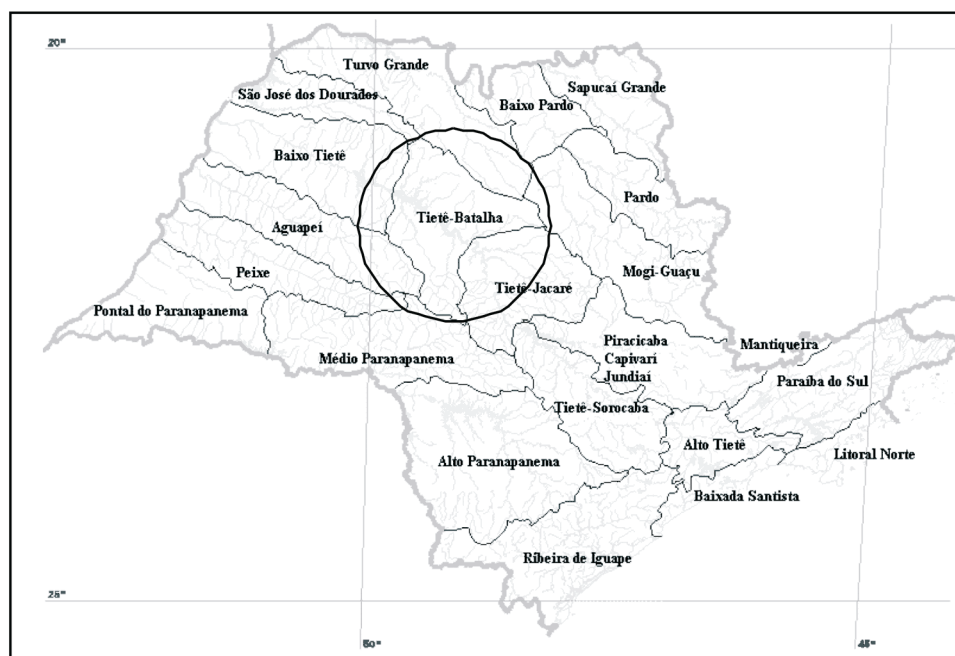 20°
Turvo Grande
Sapucaí Grande
São José dos Dourados
Baixo Pardo
Baixo Tietê
Pardo
Tietê-Batalha
Aguapeí
Peixe
Mogi-Guaçu
Tietê-Jacaré
Pontal do Paranapanema
Piracicaba
Capivarí
Jundiaí
Mantiqueira
Médio Paranapanema
Paraíba do Sul
Tietê-Sorocaba
Alto Tietê
Litoral Norte
Alto Paranapanema
Baixada Santista
Ribeira de Iguape
25°
50°
45°